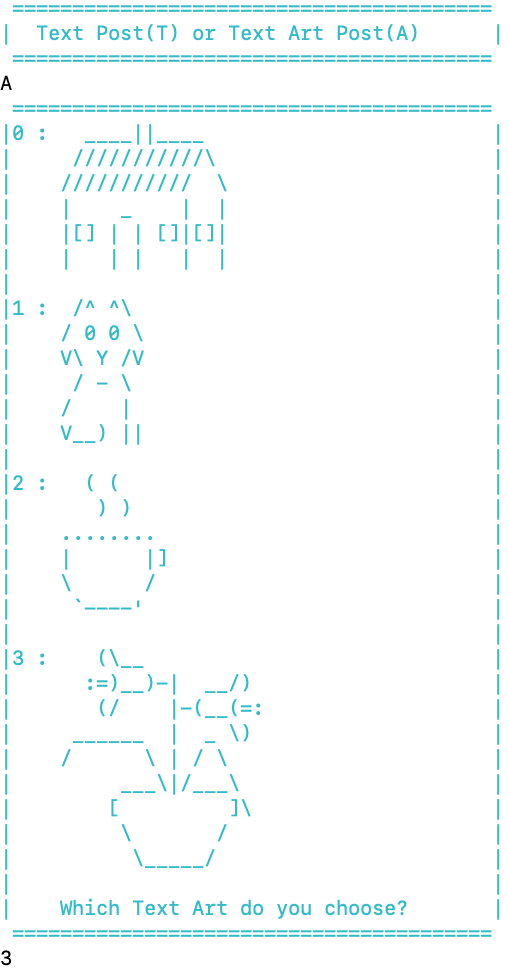 ========================================
|  Text Post(T) or Text Art Post(A)      |
========================================
A
========================================
|0 :   ____||____                        |
|     ///////////\                       |
|    ///////////  \                      |
|    |    _    |  |                      |
|    |[] | | []|[]|                      |
|    |   | |   |  |                      |
|                                        |
|1 :  /^ ^\                              |
|    / 0 0 \                             |
|    V\ Y /V                             |
|     / - \                              |
|    /    |                              |
|    V__) ||                             |
|                                        |
|2 :   ( (                               |
|       ) )                              |
|    ........                            |
|    |      |]                           |
|    \      /                            |
|     `____'                             |
|                                        |
|3 :    (\__                             |
|      :=)__)-|  __/)                    |
|       (/    |-(__(=:                   |
|     ______  |  _ \)                    |
|    /      \ | / \                      |
|         ___\|/___\                     |
|        [         ]\                    |
|         \       /                      |
|          \_____/                       |
|                                        |
|    Which Text Art do you choose?       |
========================================
3